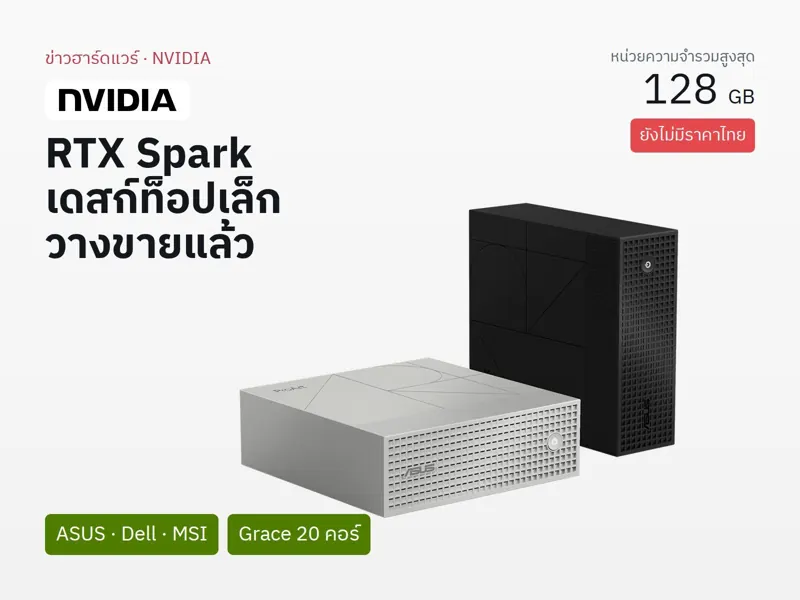 ข่าวฮาร์ดแวร์ · NVIDIA
NVIDIA
RTX Spark
เดสก์ท็อปเล็ก
วางขายแล้ว
หน่วยความจำรวมสูงสุด
128 GB
ยังไม่มีราคาไทย
ProArt
ASUS
ASUS
ASUS · Dell · MSI
Grace 20 คอร์